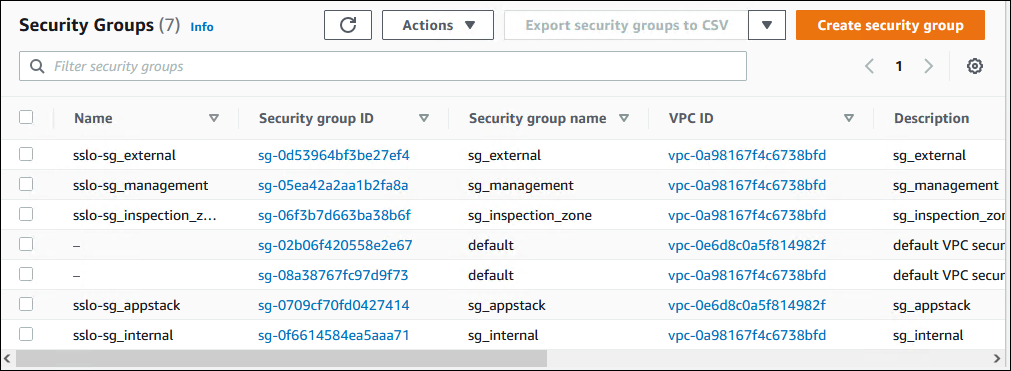 Security Groups (7) Info Actions Export security groups to CSV Create security group
Filter security groups 1
Name Security group ID Security group name VPC ID Description
sslo-sg_external sg-0d53964bf3be27ef4 sg_external vpc-0a98167f4c6738bfd sg_external
sslo-sg_management sg-05ea42a2aa1b2fa8a sg_management vpc-0a98167f4c6738bfd sg_management
sslo-sg_inspection_z... sg-06f3b7d663ba38b6f sg_inspection_zone vpc-0a98167f4c6738bfd sg_inspection_zon
– sg-02b06f420558e2e67 default vpc-0e6d8c0a5f814982f default VPC secur
– sg-08a38767fc97d9f73 default vpc-0a98167f4c6738bfd default VPC secur
sslo-sg_appstack sg-0709cf70fd0427414 sg_appstack vpc-0e6d8c0a5f814982f sg_appstack
sslo-sg_internal sg-0f6614584ea5aaa71 sg_internal vpc-0a98167f4c6738bfd sg_internal